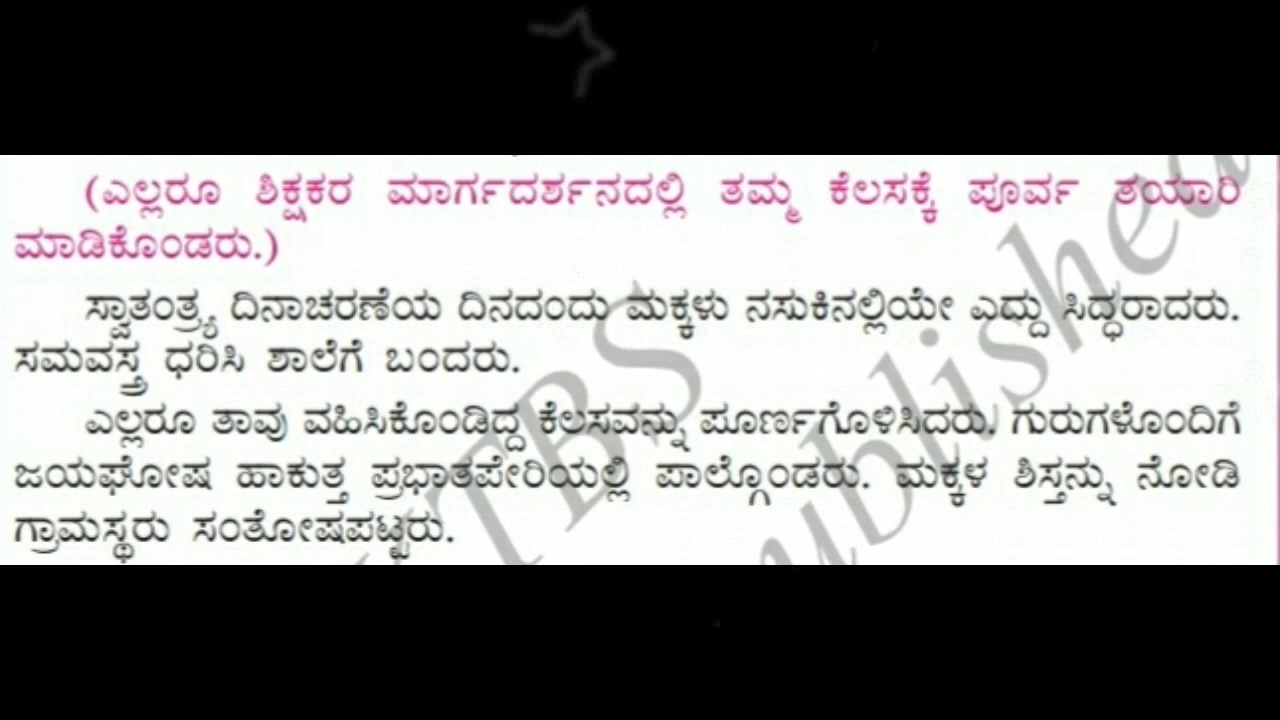 (ಎಲ್ಲರೂ ಶಿಕ್ಷಕರ ಮಾರ್ಗದರ್ಶನದಲ್ಲಿ ತಮ್ಮ ಕೆಲಸಕ್ಕೆ ಪೂರ್ವ ತಯಾರಿ
ಮಾಡಿಕೊಂಡರು.)
ಸ್ವಾತಂತ್ರ್ಯ ದಿನಾಚರಣೆಯ ದಿನದಂದು ಮಕ್ಕಳು ನಸುಕಿನಲ್ಲಿಯೇ ಎದ್ದು ಸಿದ್ಧರಾದರು.
ಸಮವಸ್ತ್ರ ಧರಿಸಿ ಶಾಲೆಗೆ ಬಂದರು.
ಎಲ್ಲರೂ ತಾವು ವಹಿಸಿಕೊಂಡಿದ್ದ ಕೆಲಸವನ್ನು ಪೂರ್ಣಗೊಳಿಸಿದರು. ಗುರುಗಳೊಂದಿಗೆ
ಜಯಘೋಷ ಹಾಕುತ್ತ ಪ್ರಭಾತಪೇರಿಯಲ್ಲಿ ಪಾಲ್ಗೊಂಡರು. ಮಕ್ಕಳ ಶಿಸ್ತನ್ನು ನೋಡಿ
ಗ್ರಾಮಸ್ಥರು ಸಂತೋಷಪಟ್ಟರು.
KTBS
ublished